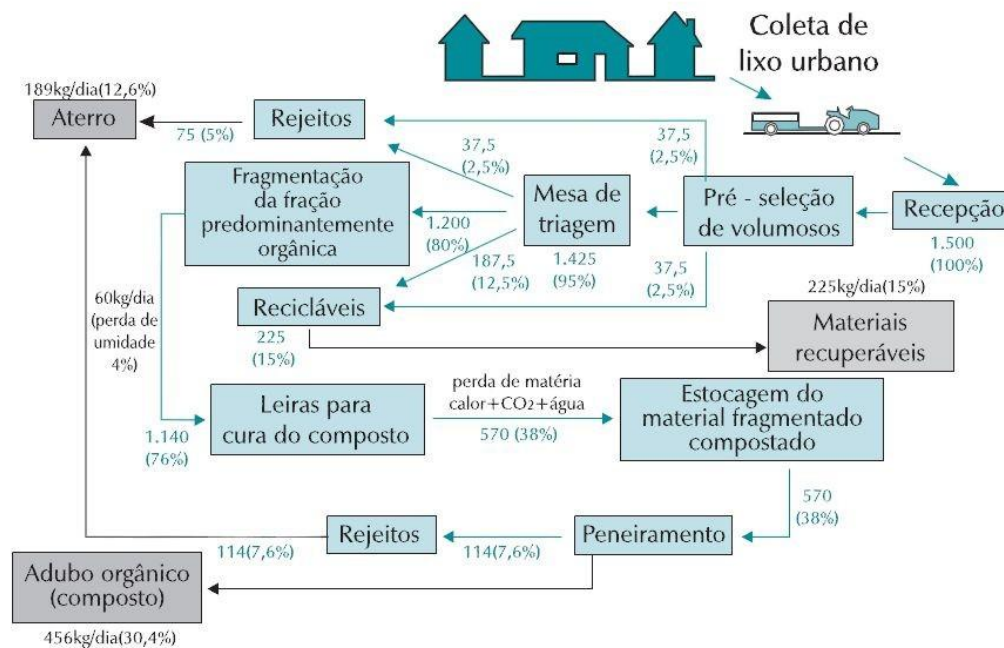 Coleta de
lixo urbano
189kg/dia(12,6%)
Aterro
75 (5%)
Rejeitos
37,5
(2,5%)
37,5
(2,5%)
Fragmentação
da fração
predominantemente
orgânica
1.200
(80%)
Mesa de
triagem
1.425
(95%)
Pré - seleção
de volumosos
Recepção
1.500
(100%)
187,5
(12,5%)
37,5
(2,5%)
60kg/dia
(perda de
umidade
4%)
Recicláveis
225
(15%)
225kg/dia(15%)
Materiais
recuperáveis
Leiras para
cura do composto
1.140
(76%)
perda de matéria
calor+CO2+água
570 (38%)
Estocagem do
material fragmentado
compostado
570
(38%)
Peneiramento
114(7,6%)
Rejeitos
114(7,6%)
Adubo orgânico
(composto)
456kg/dia(30,4%)